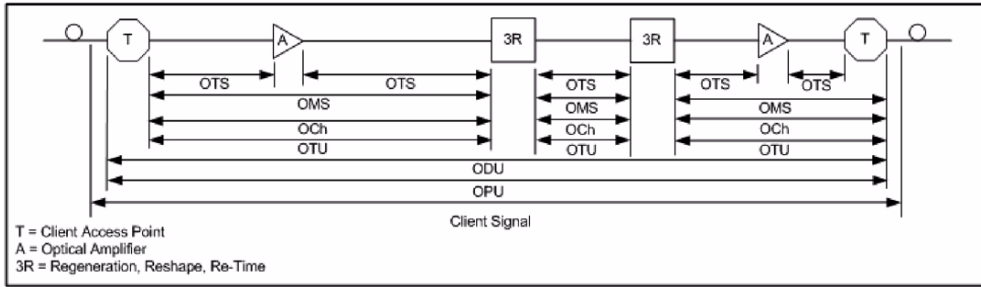 T A 3R 3R A T
OTS OTS OTS OTS OTS
OMS OMS OMS
OCh OCh OCh
OTU OTU OTU
ODU
OPU
Client Signal
T = Client Access Point
A = Optical Amplifier
3R = Regeneration, Reshape, Re-Time